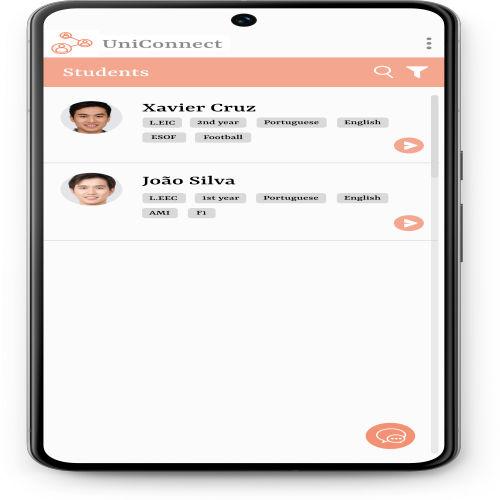 UniConnect
Students
Xavier Cruz
L.EIC 2nd year Portuguese English
ESOF Football
João Silva
L.EEC 1st year Portuguese English
AMI F1